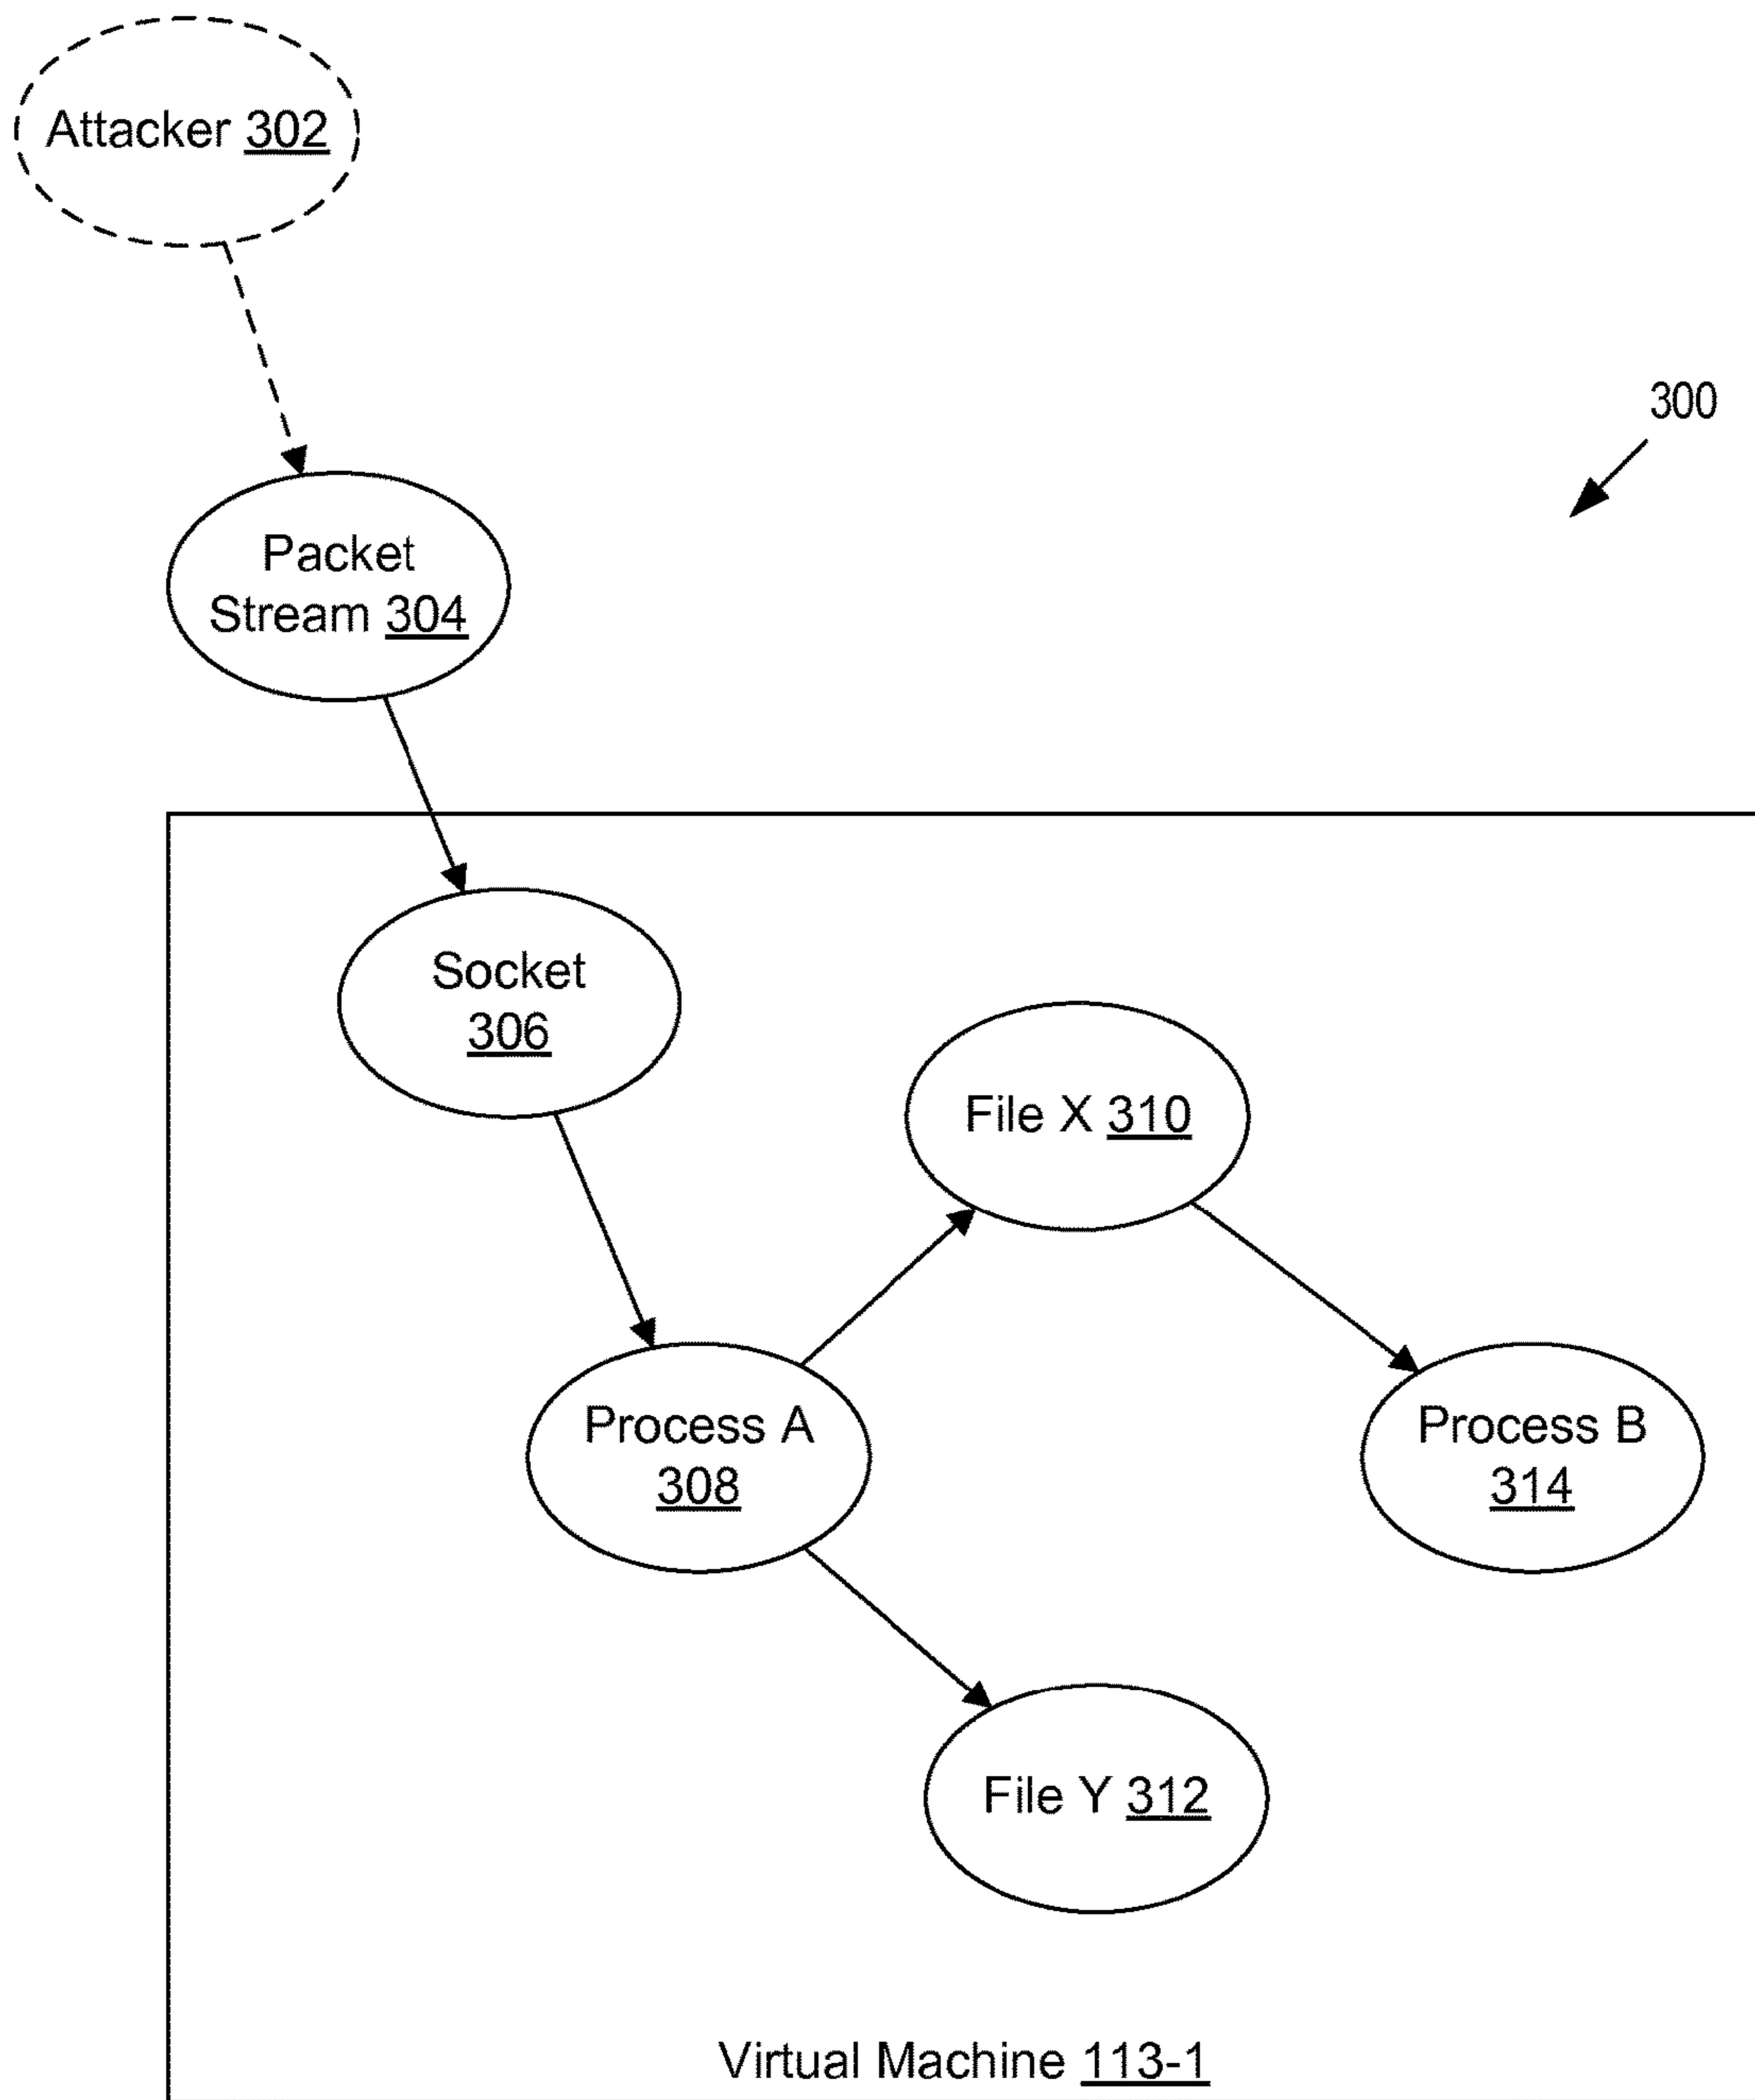 Attacker 302
300
Packet
Stream 304
Socket
306
File X 310
Process A
308
Process B
314
File Y 312
Virtual Machine 113-1